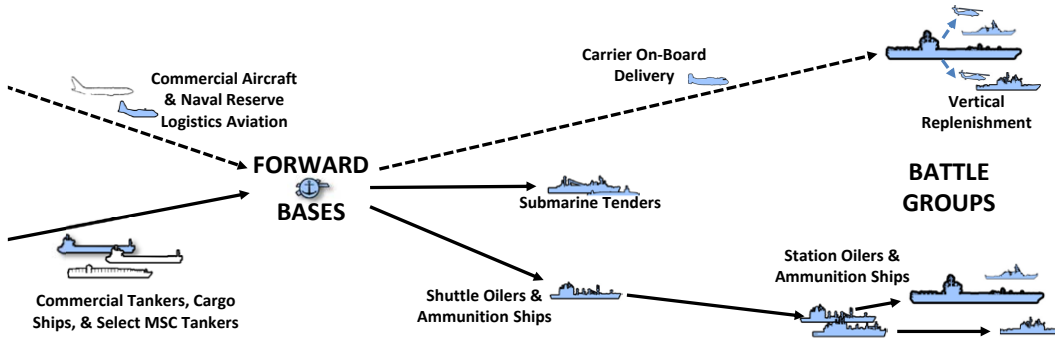 Commercial Aircraft
& Naval Reserve
Logistics Aviation
Carrier On-Board
Delivery
Vertical
Replenishment
FORWARD
BASES
Submarine Tenders
BATTLE
GROUPS
Commercial Tankers, Cargo
Ships, & Select MSC Tankers
Shuttle Oilers &
Ammunition Ships
Station Oilers &
Ammunition Ships